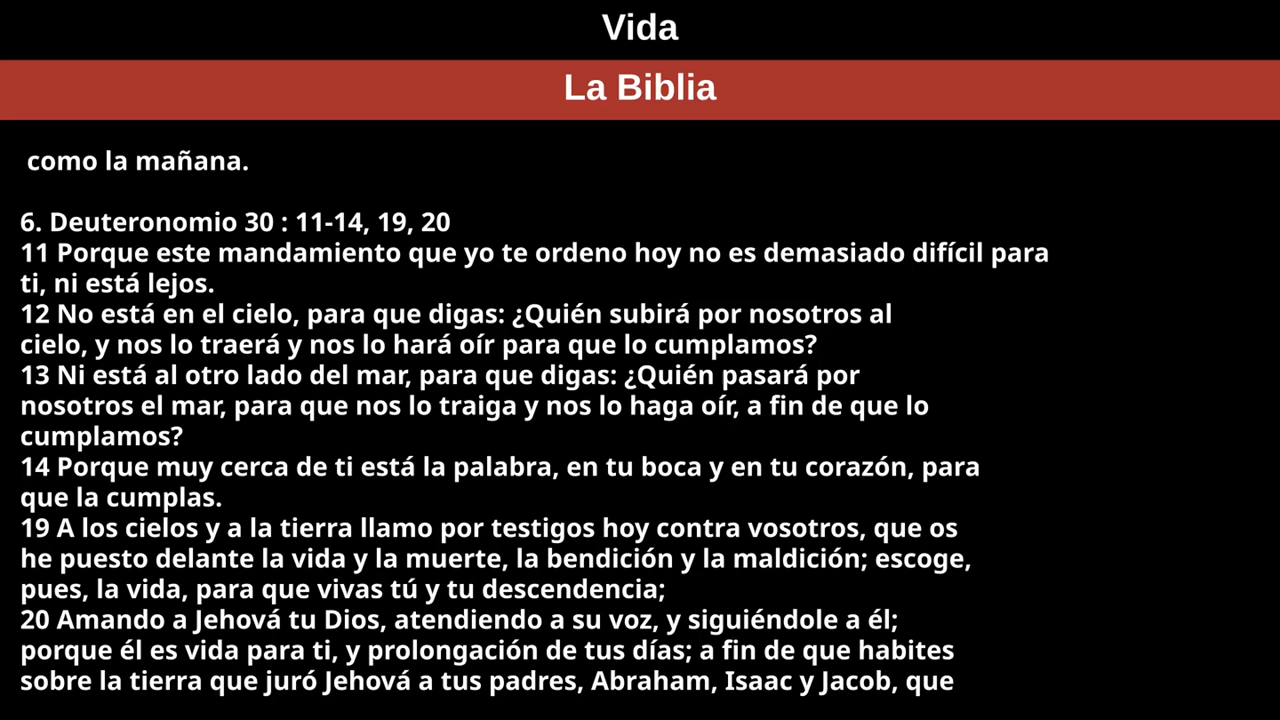 Vida
La Biblia
como la mañana.
6. Deuteronomio 30 : 11-14, 19, 20
11 Porque este mandamiento que yo te ordeno hoy no es demasiado difícil para
ti, ni está lejos.
12 No está en el cielo, para que digas: ¿Quién subirá por nosotros al
cielo, y nos lo traerá y nos lo hará oír para que lo cumplamos?
13 Ni está al otro lado del mar, para que digas: ¿Quién pasará por
nosotros el mar, para que nos lo traiga y nos lo haga oír, a fin de que lo
cumplamos?
14 Porque muy cerca de ti está la palabra, en tu boca y en tu corazón, para
que la cumplas.
19 A los cielos y a la tierra llamo por testigos hoy contra vosotros, que os
he puesto delante la vida y la muerte, la bendición y la maldición; escoge,
pues, la vida, para que vivas tú y tu descendencia;
20 Amando a Jehová tu Dios, atendiendo a su voz, y siguiéndole a él;
porque él es vida para ti, y prolongación de tus días; a fin de que habites
sobre la tierra que juró Jehová a tus padres, Abraham, Isaac y Jacob, que